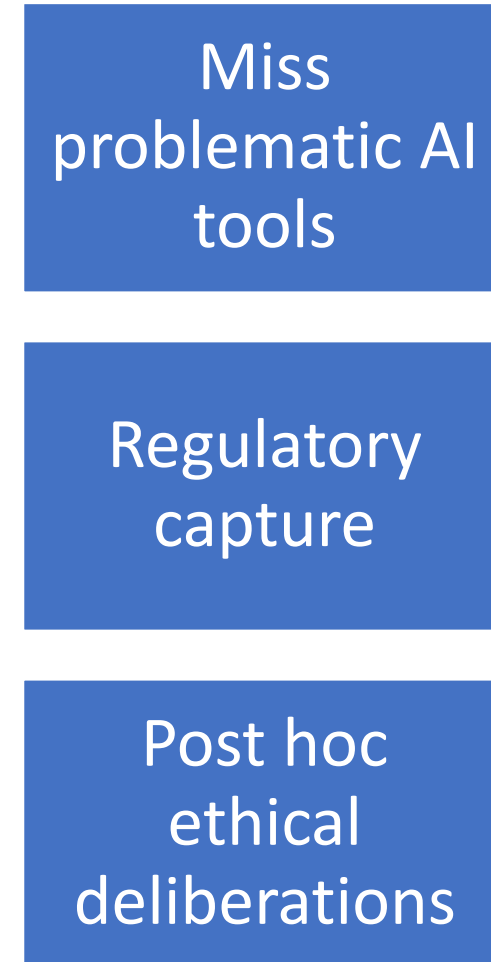 Miss
problematic AI
tools
Regulatory
capture
Post hoc
ethical
deliberations